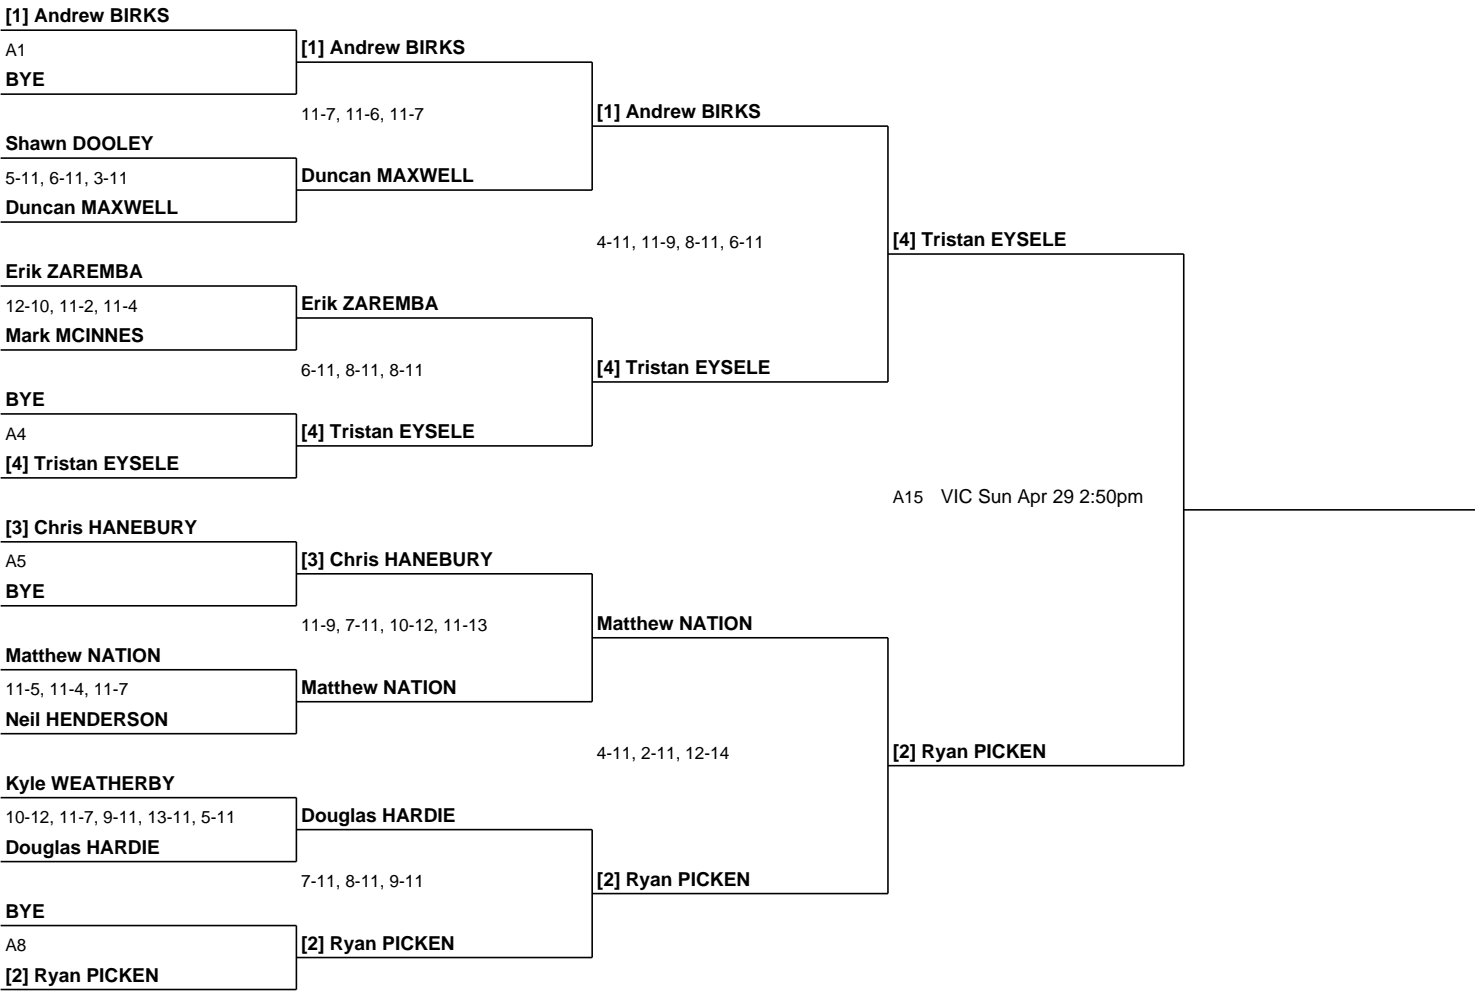 [1] Andrew BIRKS
A1
BYE
Shawn DOOLEY
5-11, 6-11, 3-11
Duncan MAXWELL
Erik ZAREMBA
12-10, 11-2, 11-4
Mark MCINNES
BYE
A4
[4] Tristan EYSELE
[3] Chris HANEBURY
A5
BYE
Matthew NATION
11-5, 11-4, 11-7
Neil HENDERSON
Kyle WEATHERBY
10-12, 11-7, 9-11, 13-11, 5-11
Douglas HARDIE
BYE
A8
[2] Ryan PICKEN
[1] Andrew BIRKS
11-7, 11-6, 11-7
Duncan MAXWELL
Erik ZAREMBA
6-11, 8-11, 8-11
[4] Tristan EYSELE
[3] Chris HANEBURY
11-9, 7-11, 10-12, 11-13
Matthew NATION
Douglas HARDIE
7-11, 8-11, 9-11
[2] Ryan PICKEN
[1] Andrew BIRKS
4-11, 11-9, 8-11, 6-11
[4] Tristan EYSELE
Matthew NATION
4-11, 2-11, 12-14
[2] Ryan PICKEN
[4] Tristan EYSELE
A15 VIC Sun Apr 29 2:50pm
[2] Ryan PICKEN